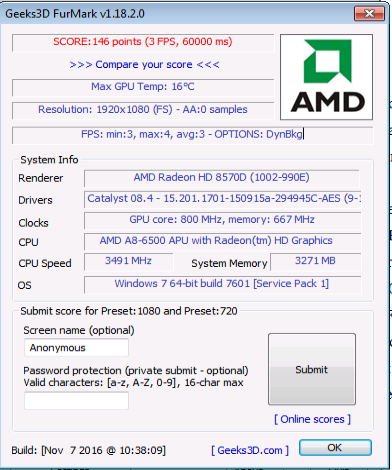 Geeks3D FurMark v1.18.2.0
SCORE:146 points (3 FPS, 60000 ms)
>>> Compare your score <<<
Max GPU Temp: 16°C
Resolution: 1920x1080 (FS) - AA:0 samples
AMD
FPS: min:3, max:4, avg:3 - OPTIONS: DynBkg
System Info
Renderer AMD Radeon HD 8570D (1002-990E)
Drivers Catalyst 08.4 - 15.201.1701-150915a-294945C-AES (9-1
Clocks GPU core: 800 MHz, memory: 667 MHz
CPU AMD A8-6500 APU with Radeon(tm) HD Graphics
CPU Speed 3491 MHz System Memory 3271 MB
OS Windows 7 64-bit build 7601 [Service Pack 1]
Submit score for Preset:1080 and Preset:720
Screen name (optional)
Anonymous
Password protection (private submit - optional)
Valid characters: [a-z, A-Z, 0-9], 16-char max
Submit
[ Online scores ]
Build: [Nov 7 2016 @ 10:38:09] [ Geeks3D.com ] OK